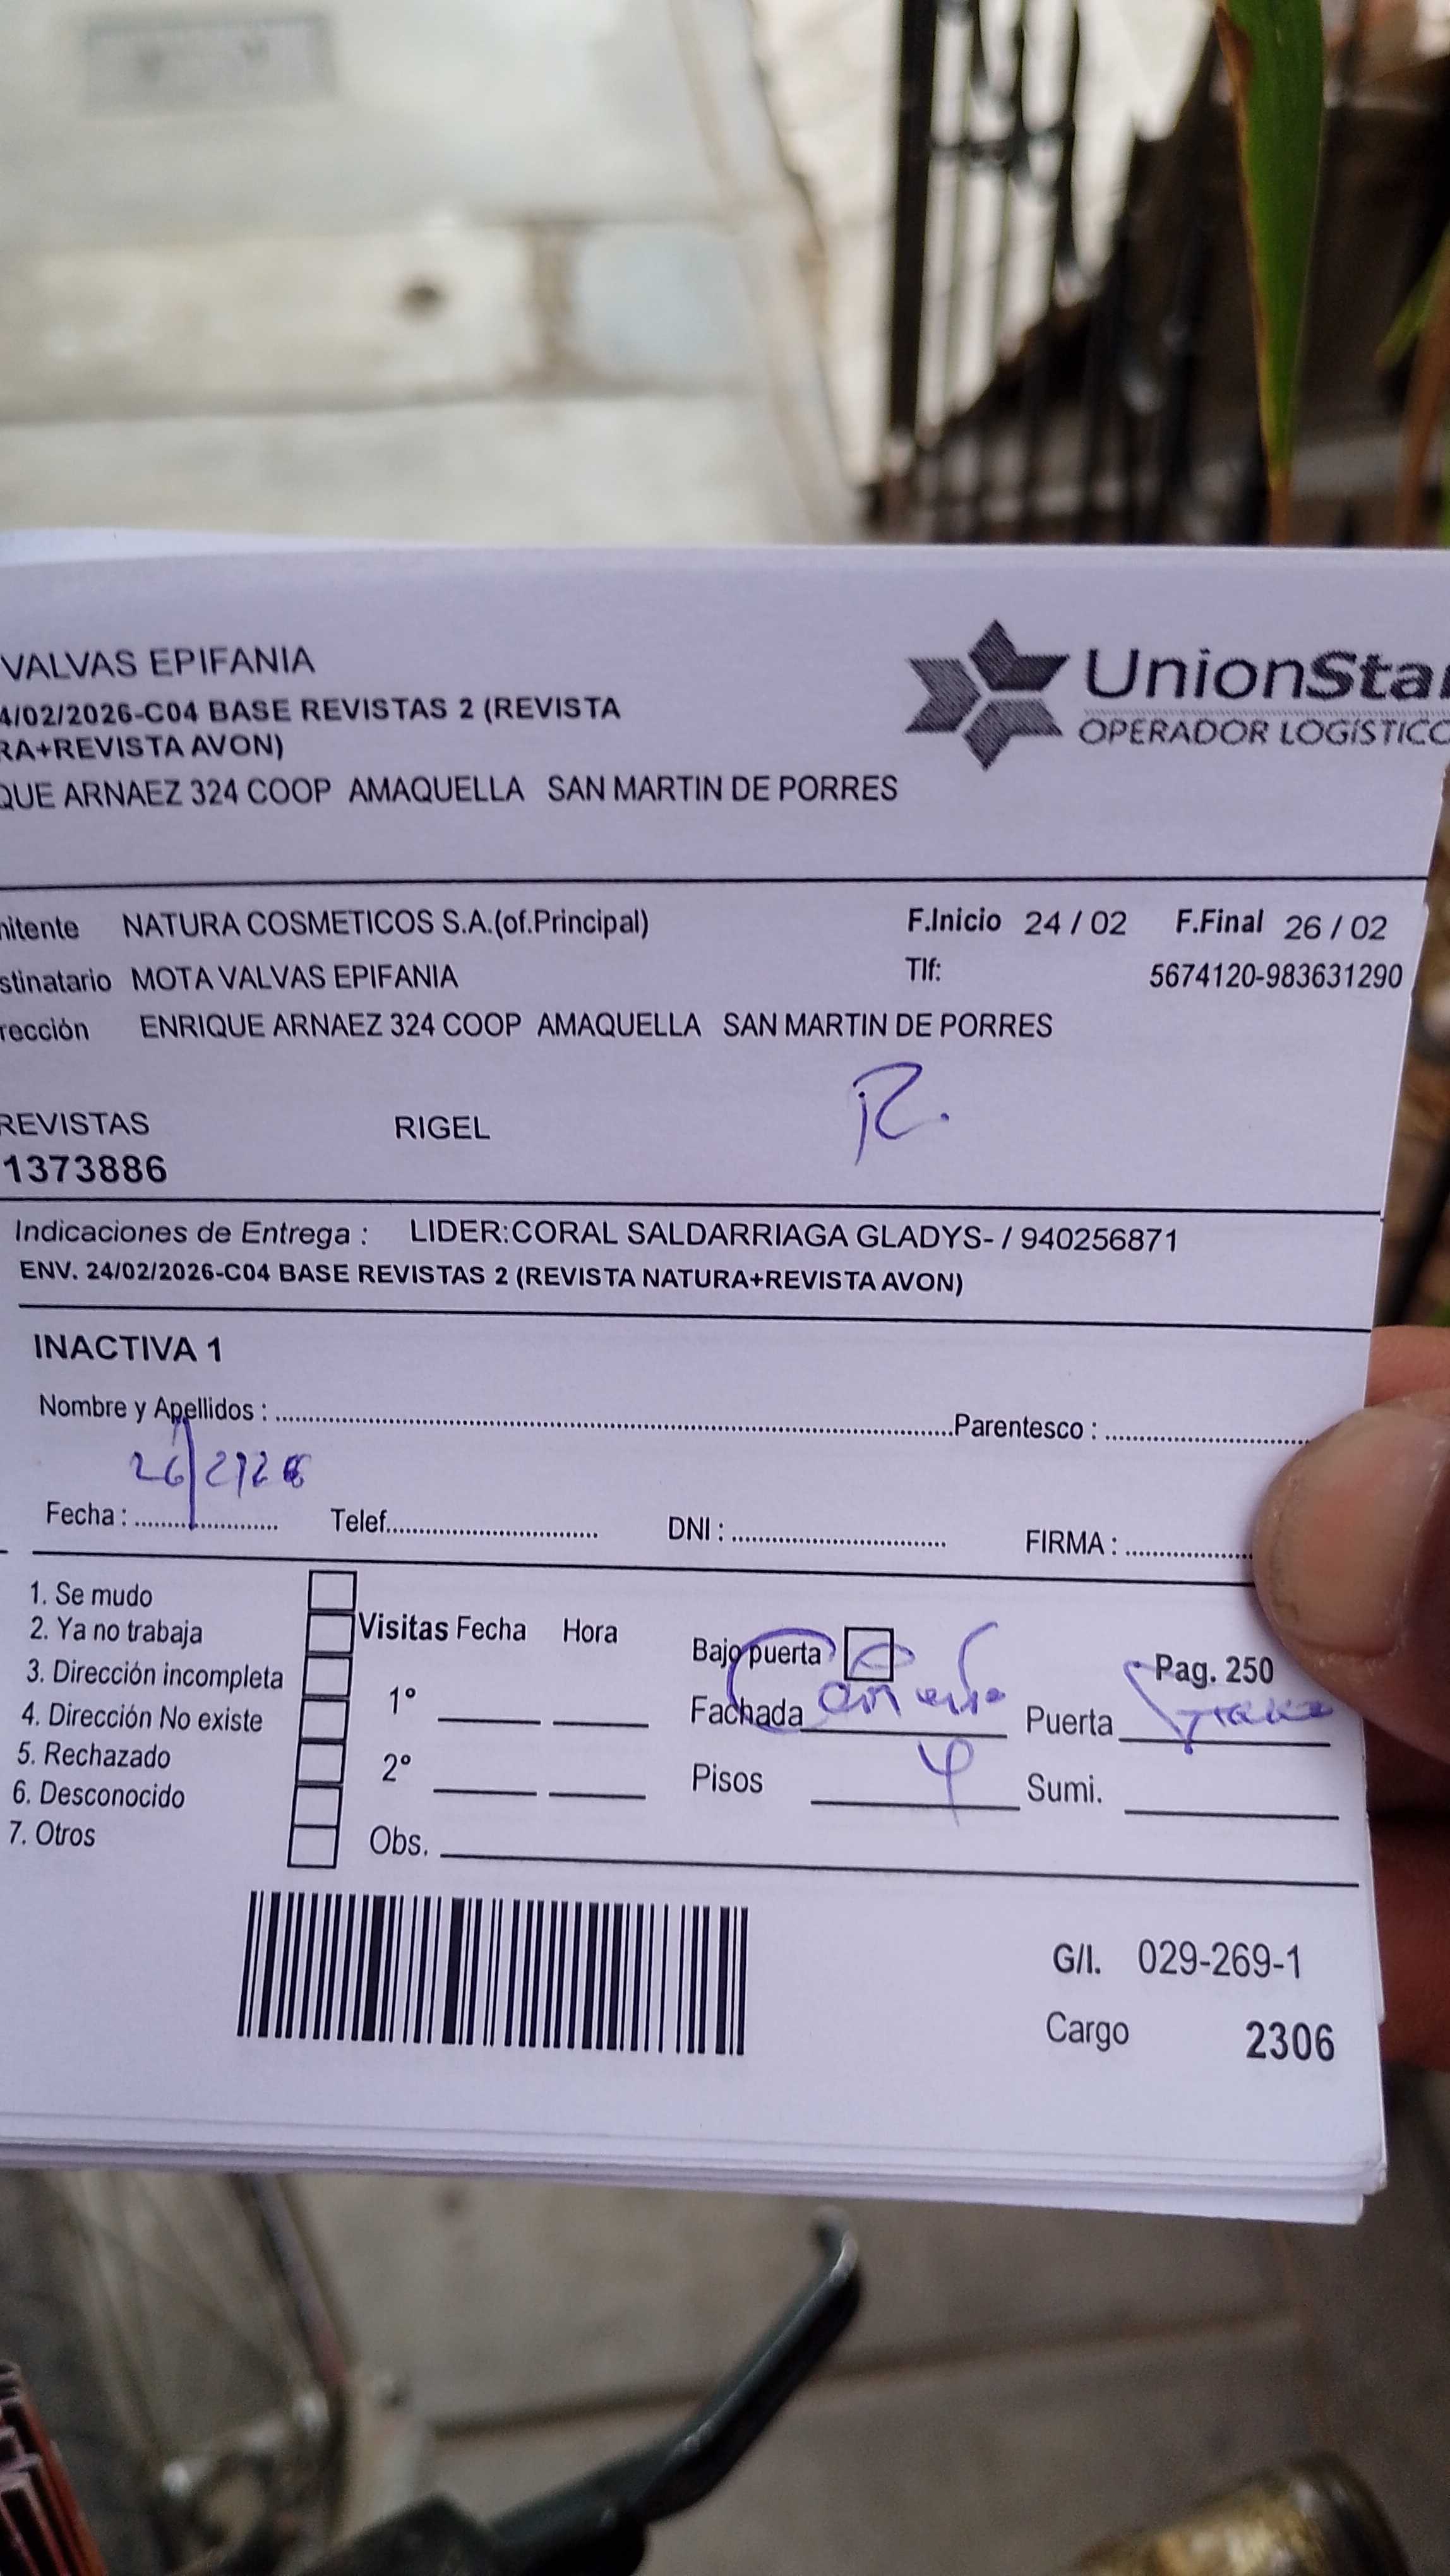 VALVAS EPIFANIA
4/02/2026-C04 BASE REVISTAS 2 (REVISTA
RA+REVISTA AVON)
QUE ARNAEZ 324 COOP AMAQUELLA SAN MARTIN DE PORRES
UnionSta
OPERADOR LOGÍSTICO
mitente NATURA COSMETICOS S.A.(of.Principal) F.Inicio 24 / 02 F.Final 26 / 02
stinatario MOTA VALVAS EPIFANIA Tlf: 5674120-983631290
rección ENRIQUE ARNAEZ 324 COOP AMAQUELLA SAN MARTIN DE PORRES
R.
REVISTAS RIGEL
1373886
Indicaciones de Entrega : LIDER:CORAL SALDARRIAGA GLADYS- / 940256871
ENV. 24/02/2026-C04 BASE REVISTAS 2 (REVISTA NATURA+REVISTA AVON)
INACTIVA 1
Nombre y Apellidos : Parentesco :
26/2/26
Fecha : Telef. DNI : FIRMA :
1. Se mudo
2. Ya no trabaja
3. Dirección incompleta
4. Dirección No existe
5. Rechazado
6. Desconocido
7. Otros
Visitas Fecha Hora
1°
2°
Obs.
Bajo puerta Pag. 250
Fachada Puerta
Pisos 4 Sumi.
G/I. 029-269-1
Cargo 2306